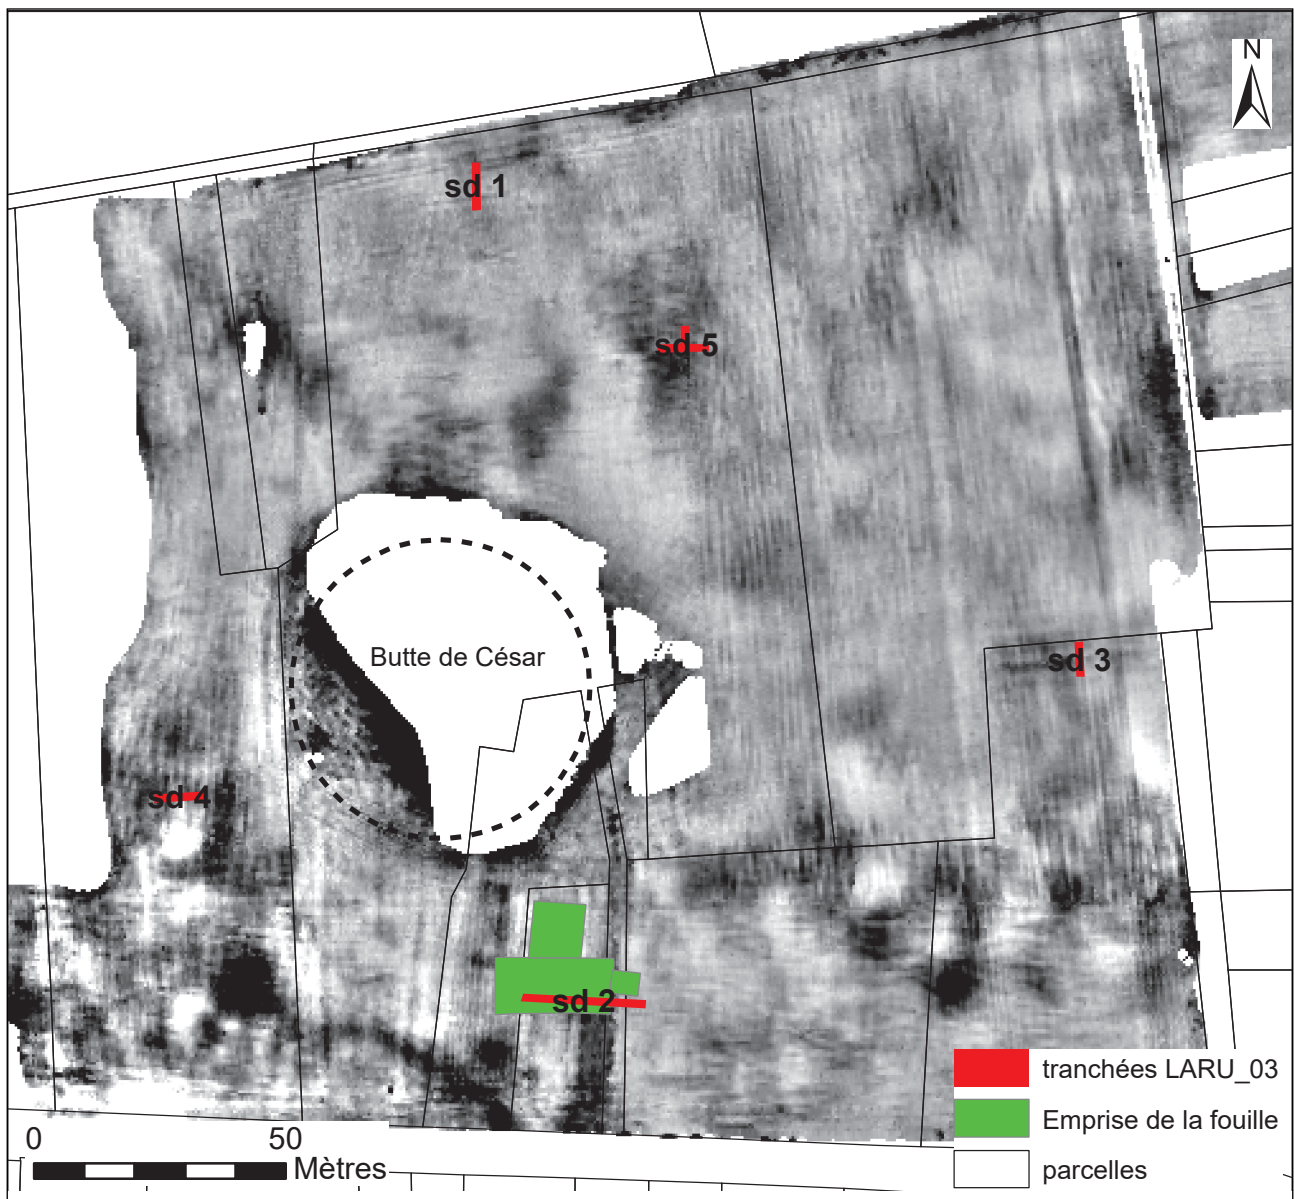 N
sd 1
sd 5
Butte de César
sd 3
sd 4
sd 2
tranchées LARU_03
Emprise de la fouille
parcelles
0 50
Mètres